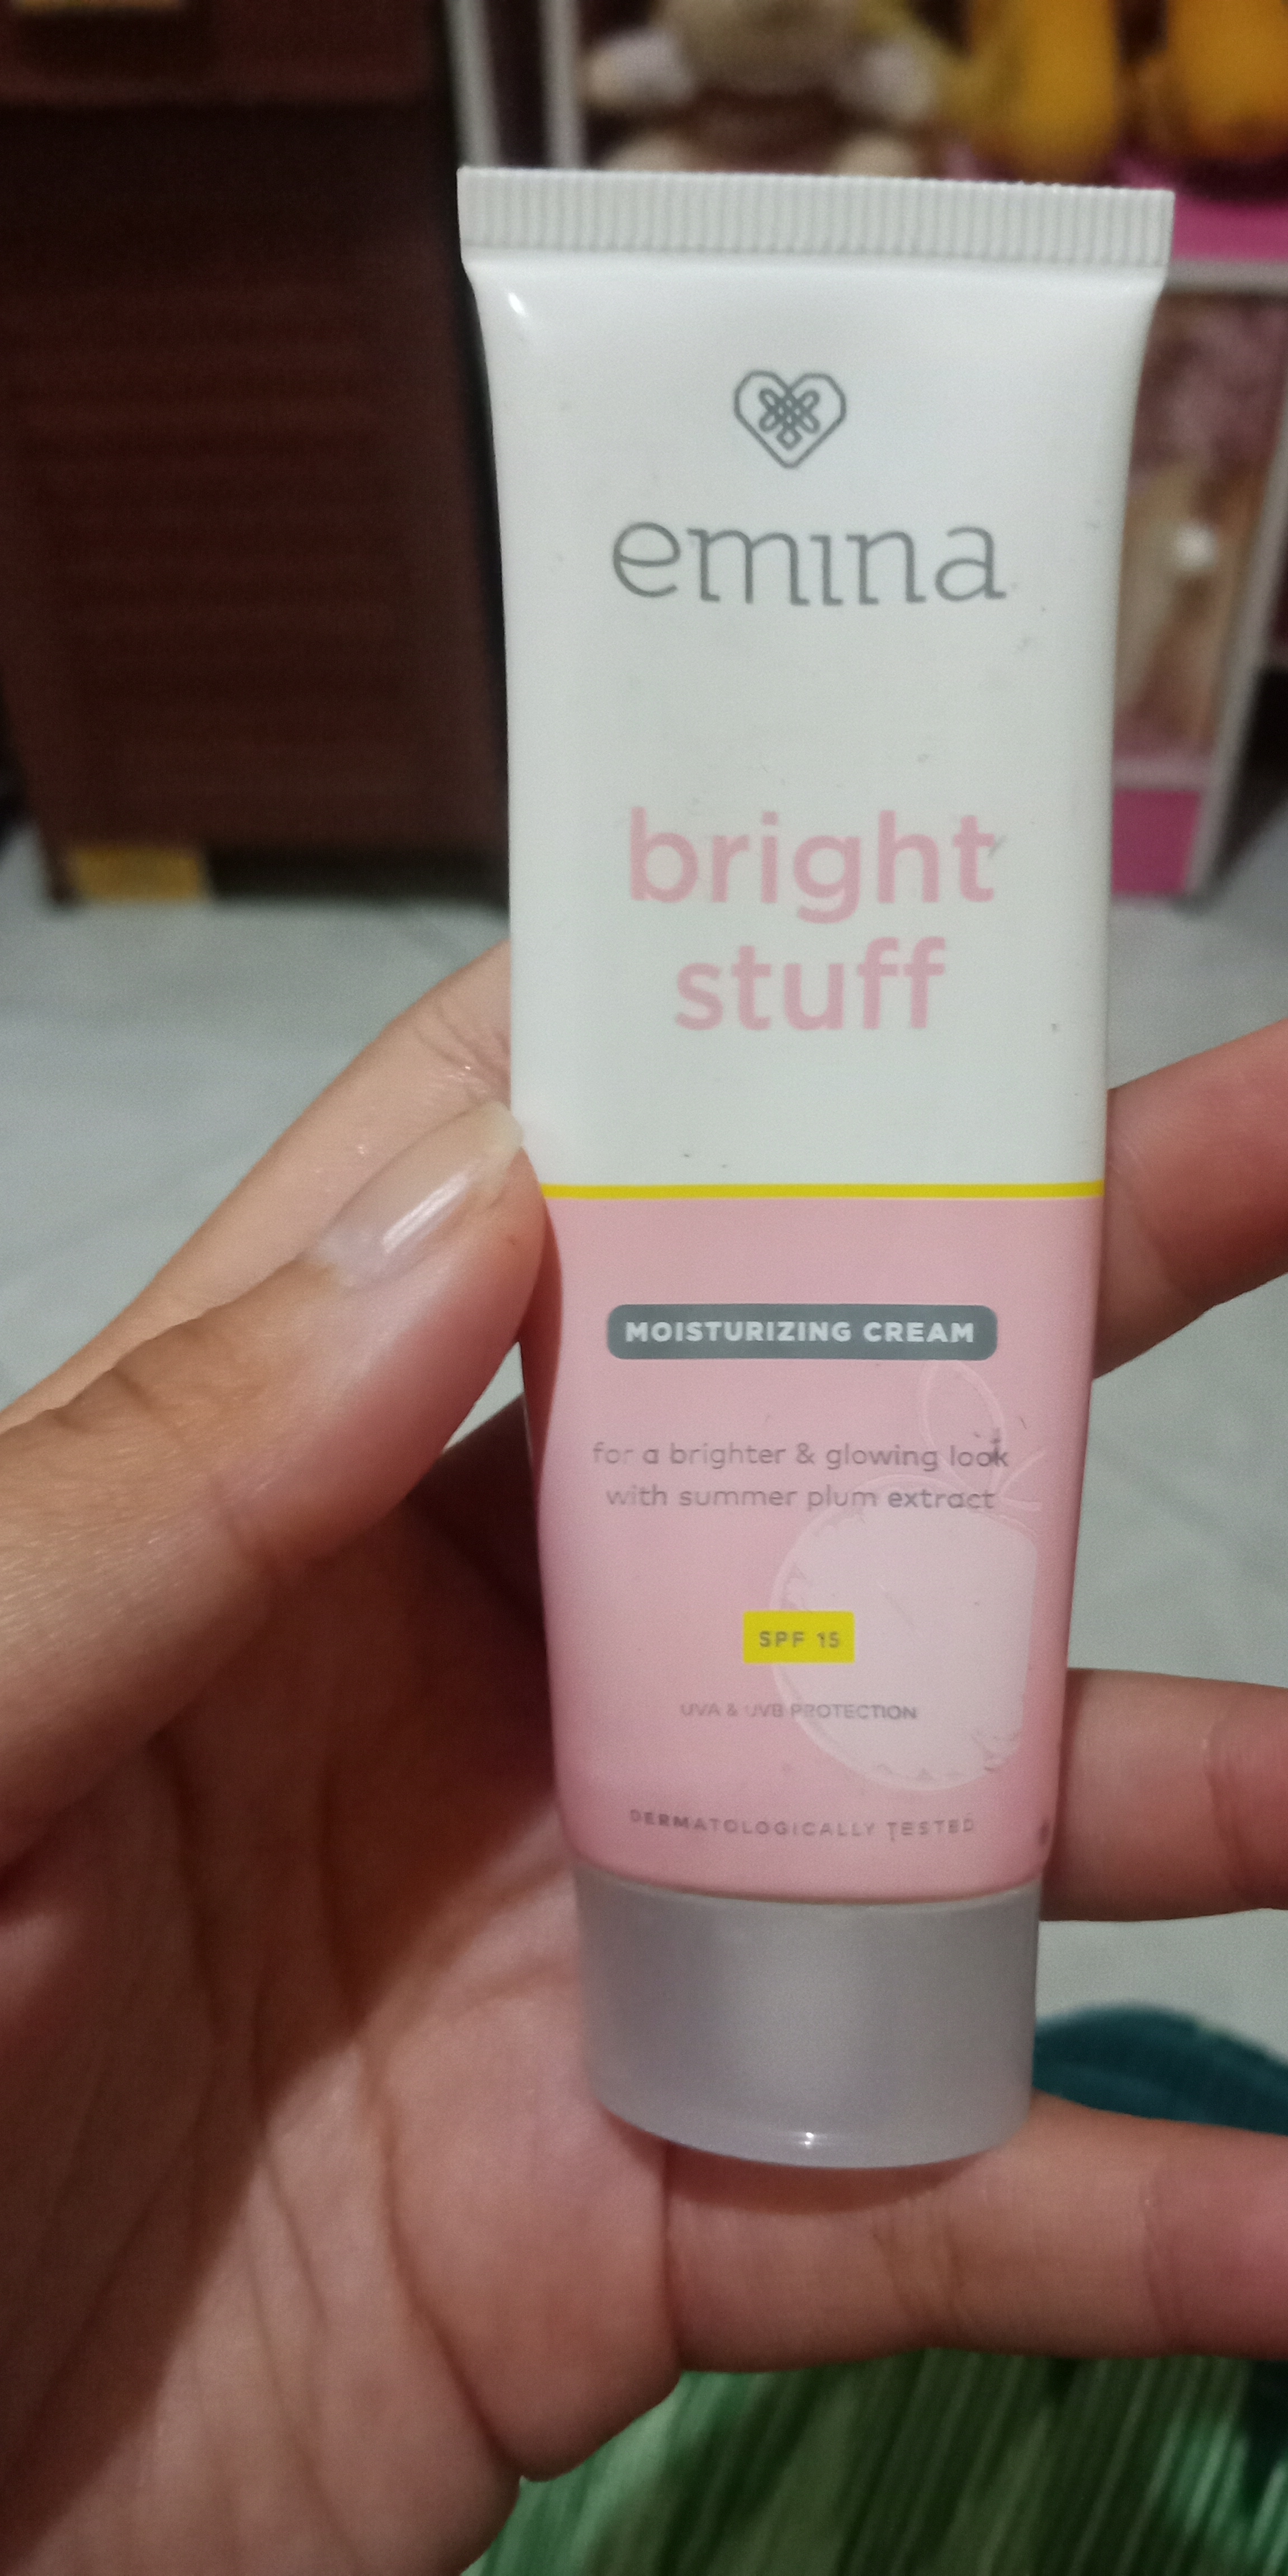 emina
bright
stuff
MOISTURIZING CREAM
for a brighter & glowing look
with summer plum extract
SPF 15
UVA & UVB PROTECTION
DERMATOLOGICALLY TESTED